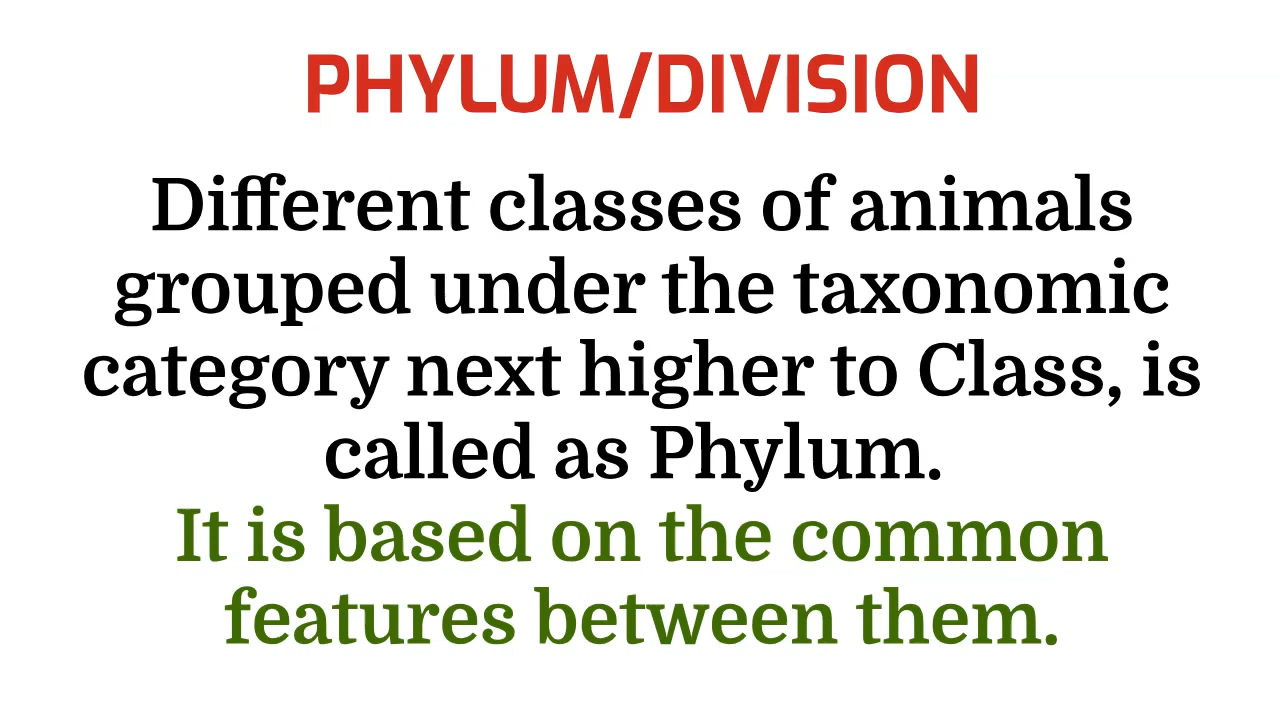 PHYLUM/DIVISION
Different classes of animals
grouped under the taxonomic
category next higher to Class, is
called as Phylum.
It is based on the common
features between them.